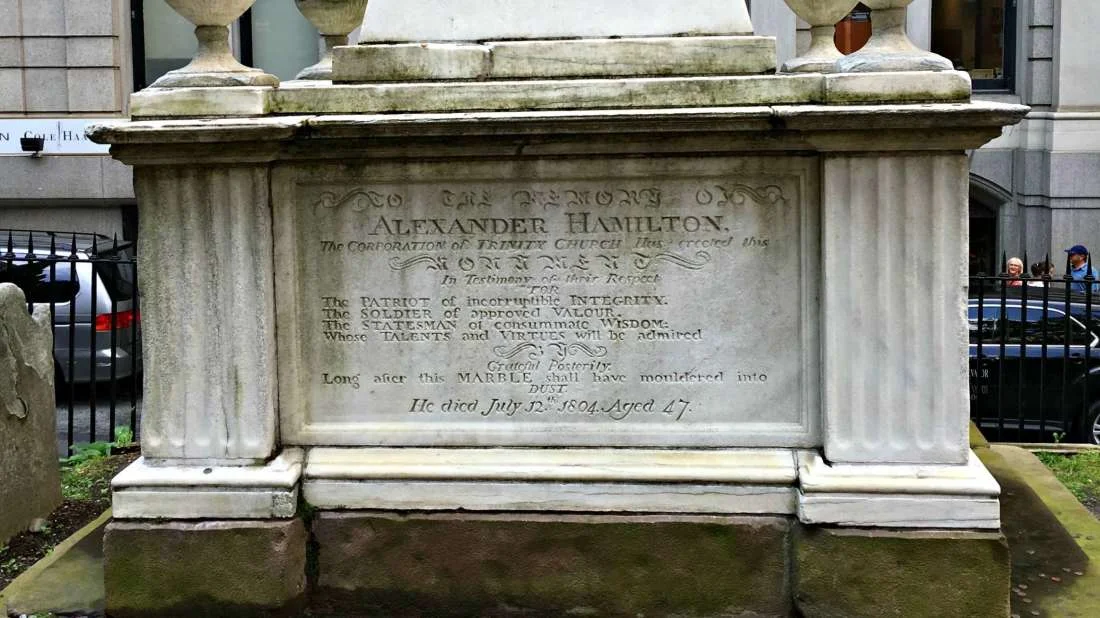 TO THE MEMORY OF
ALEXANDER HAMILTON.
The CORPORATION of TRINITY CHURCH Has erected this
MONUMENT
In Testimony of their Respect
FOR
The PATRIOT of incorruptible INTEGRITY.
The SOLDIER of approved VALOUR.
The STATESMAN of consummate WISDOM:
Whose TALENTS and VIRTUES will be admired
BY
Grateful Posterity
Long after this MARBLE shall have mouldered into
DUST.
He died July 12th 1804. Aged 47.
COLE HAAN